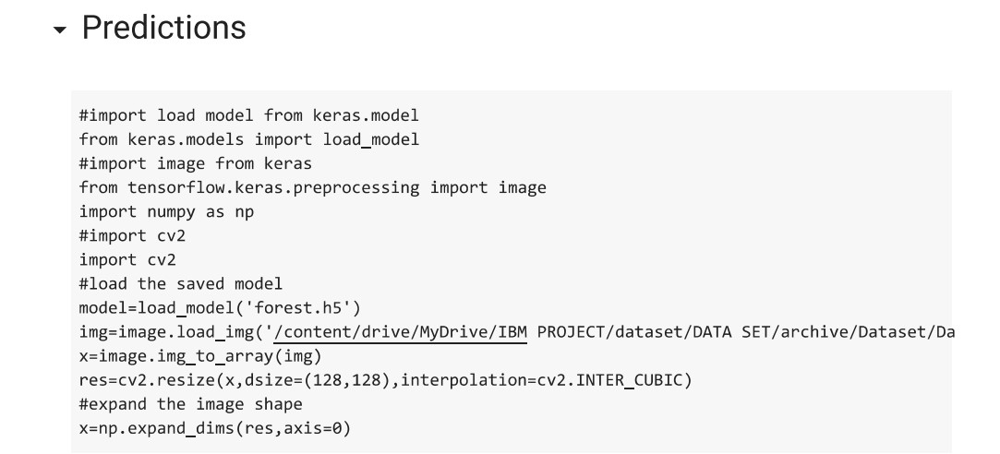 Predictions
#import load model from keras.model
from keras.models import load_model
#import image from keras
from tensorflow.keras.preprocessing import image
import numpy as np
#import cv2
import cv2
#load the saved model
model=load_model('forest.h5')
img=image.load_img('/content/drive/MyDrive/IBM PROJECT/dataset/DATA SET/archive/Dataset/Da
x=image.img_to_array(img)
res=cv2.resize(x,dsize=(128,128),interpolation=cv2.INTER_CUBIC)
#expand the image shape
x=np.expand_dims(res,axis=0)